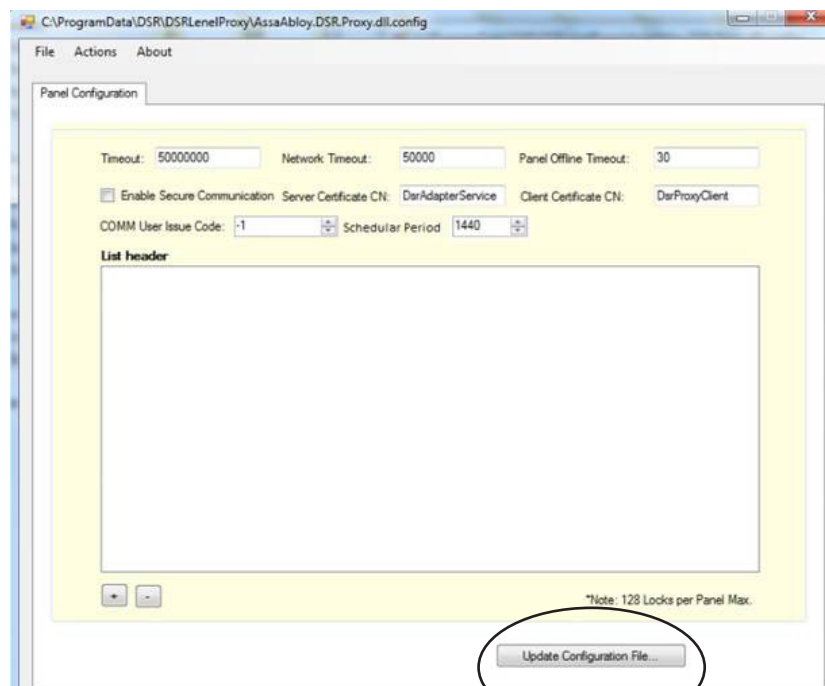 C:\ProgramData\DSR\DSRLenelProxy\AssaAbloy.DSR.Proxy.dll.config
File Actions About
Panel Configuration
Timeout: 50000000 Network Timeout: 50000 Panel Offline Timeout: 30
Enable Secure Communication Server Certificate CN: DsrAdapterService Client Certificate CN: DsrProxyClient
COMM User Issue Code: -1 Schedular Period 1440
List header
+ -
*Note: 128 Locks per Panel Max.
Update Configuration File...